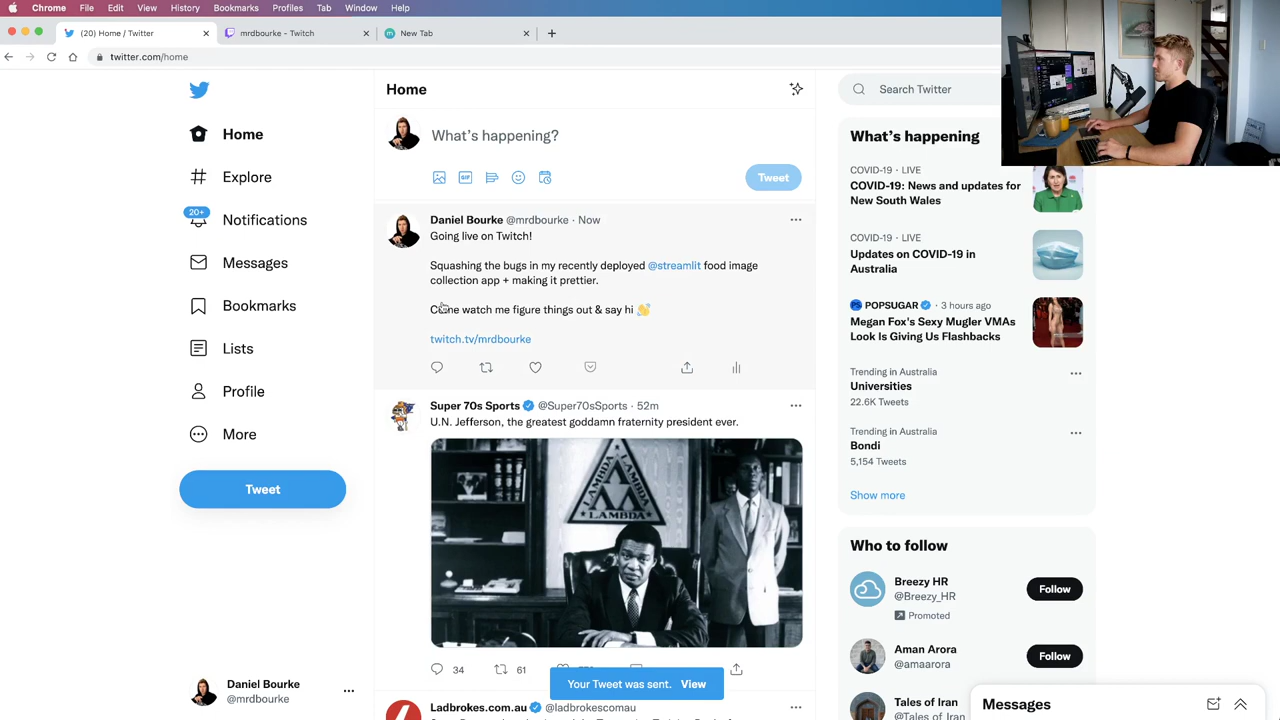 Chrome File Edit View History Bookmarks Profiles Tab Window Help
(20) Home / Twitter
mrdbourke - Twitch
New Tab
twitter.com/home
Home
Explore
20+
Notifications
Messages
Bookmarks
Lists
Profile
More
Tweet
Daniel Bourke
@mrdbourke
Home
What's happening?
GIF
Tweet
Daniel Bourke @mrdbourke · Now
Going live on Twitch!
Squashing the bugs in my recently deployed @streamlit food image
collection app + making it prettier.
Come watch me figure things out & say hi 👋
twitch.tv/mrdbourke
Super 70s Sports @Super70sSports · 52m
U.N. Jefferson, the greatest goddamn fraternity president ever.
LAMBDA
LAMBDA
LAMBDA
34 61
Your Tweet was sent. View
Ladbrokes.com.au @ladbrokescomau
Search Twitter
What's happening
COVID-19 · LIVE
COVID-19: News and updates for
New South Wales
COVID-19 · LIVE
Updates on COVID-19 in
Australia
POPSUGAR · 3 hours ago
Megan Fox's Sexy Mugler VMAs
Look Is Giving Us Flashbacks
Trending in Australia
Universities
22.6K Tweets
Trending in Australia
Bondi
5,154 Tweets
Show more
Who to follow
Breezy HR
@Breezy_HR
Promoted
Follow
Aman Arora
@amaarora
Follow
Tales of Iran
@Tales_of_Iran
Messages